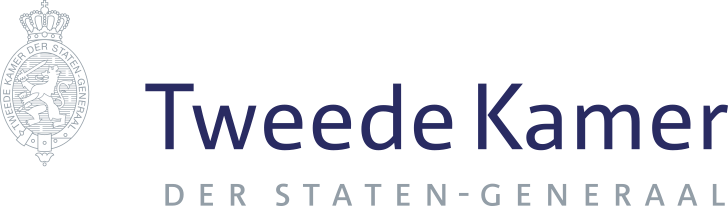 TWEEDE KAMER DER STATEN-GENERAAL
Tweede Kamer
DER STATEN-GENERAAL